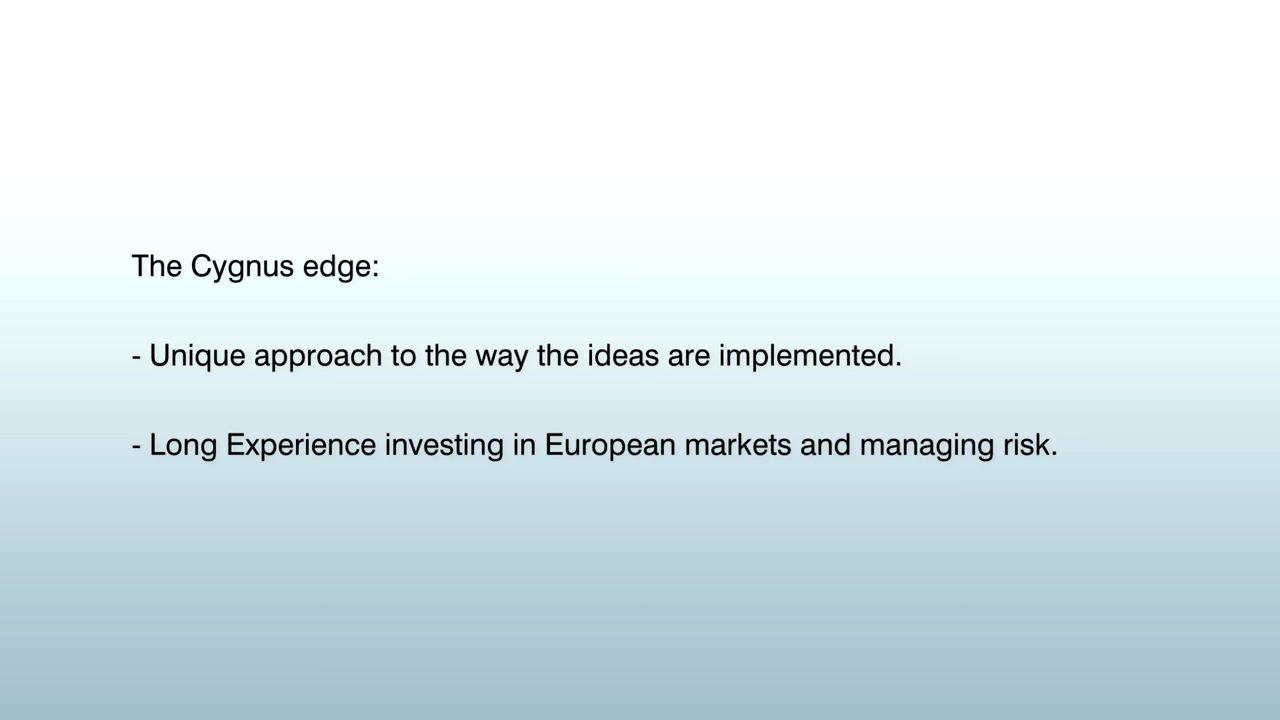 The Cygnus edge:
- Unique approach to the way the ideas are implemented.
- Long Experience investing in European markets and managing risk.